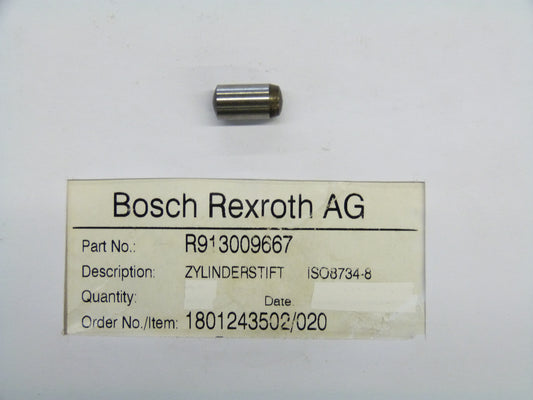 Bosch Rexroth AG
Part No.: R913009667
Description: ZYLINDERSTIFT ISO8734-8
Quantity: Date
Order No./Item: 1801243502/020